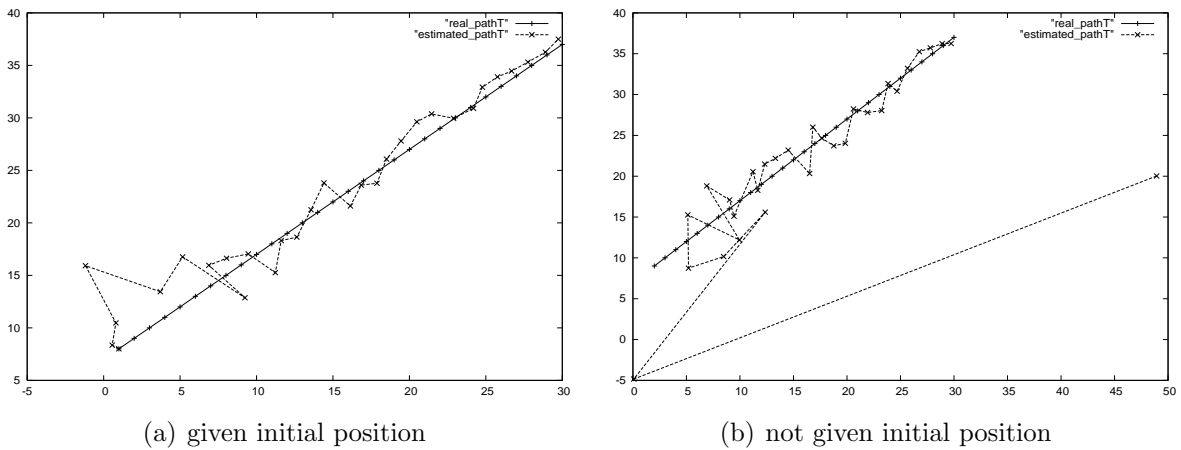 40
35
30
25
20
15
10
5
-5 0 5 10 15 20 25 30
"real_pathT"
"estimated_pathT"
(a) given initial position
40
35
30
25
20
15
10
5
0
-5
0 5 10 15 20 25 30 35 40 45 50
"real_pathT"
"estimated_pathT"
(b) not given initial position